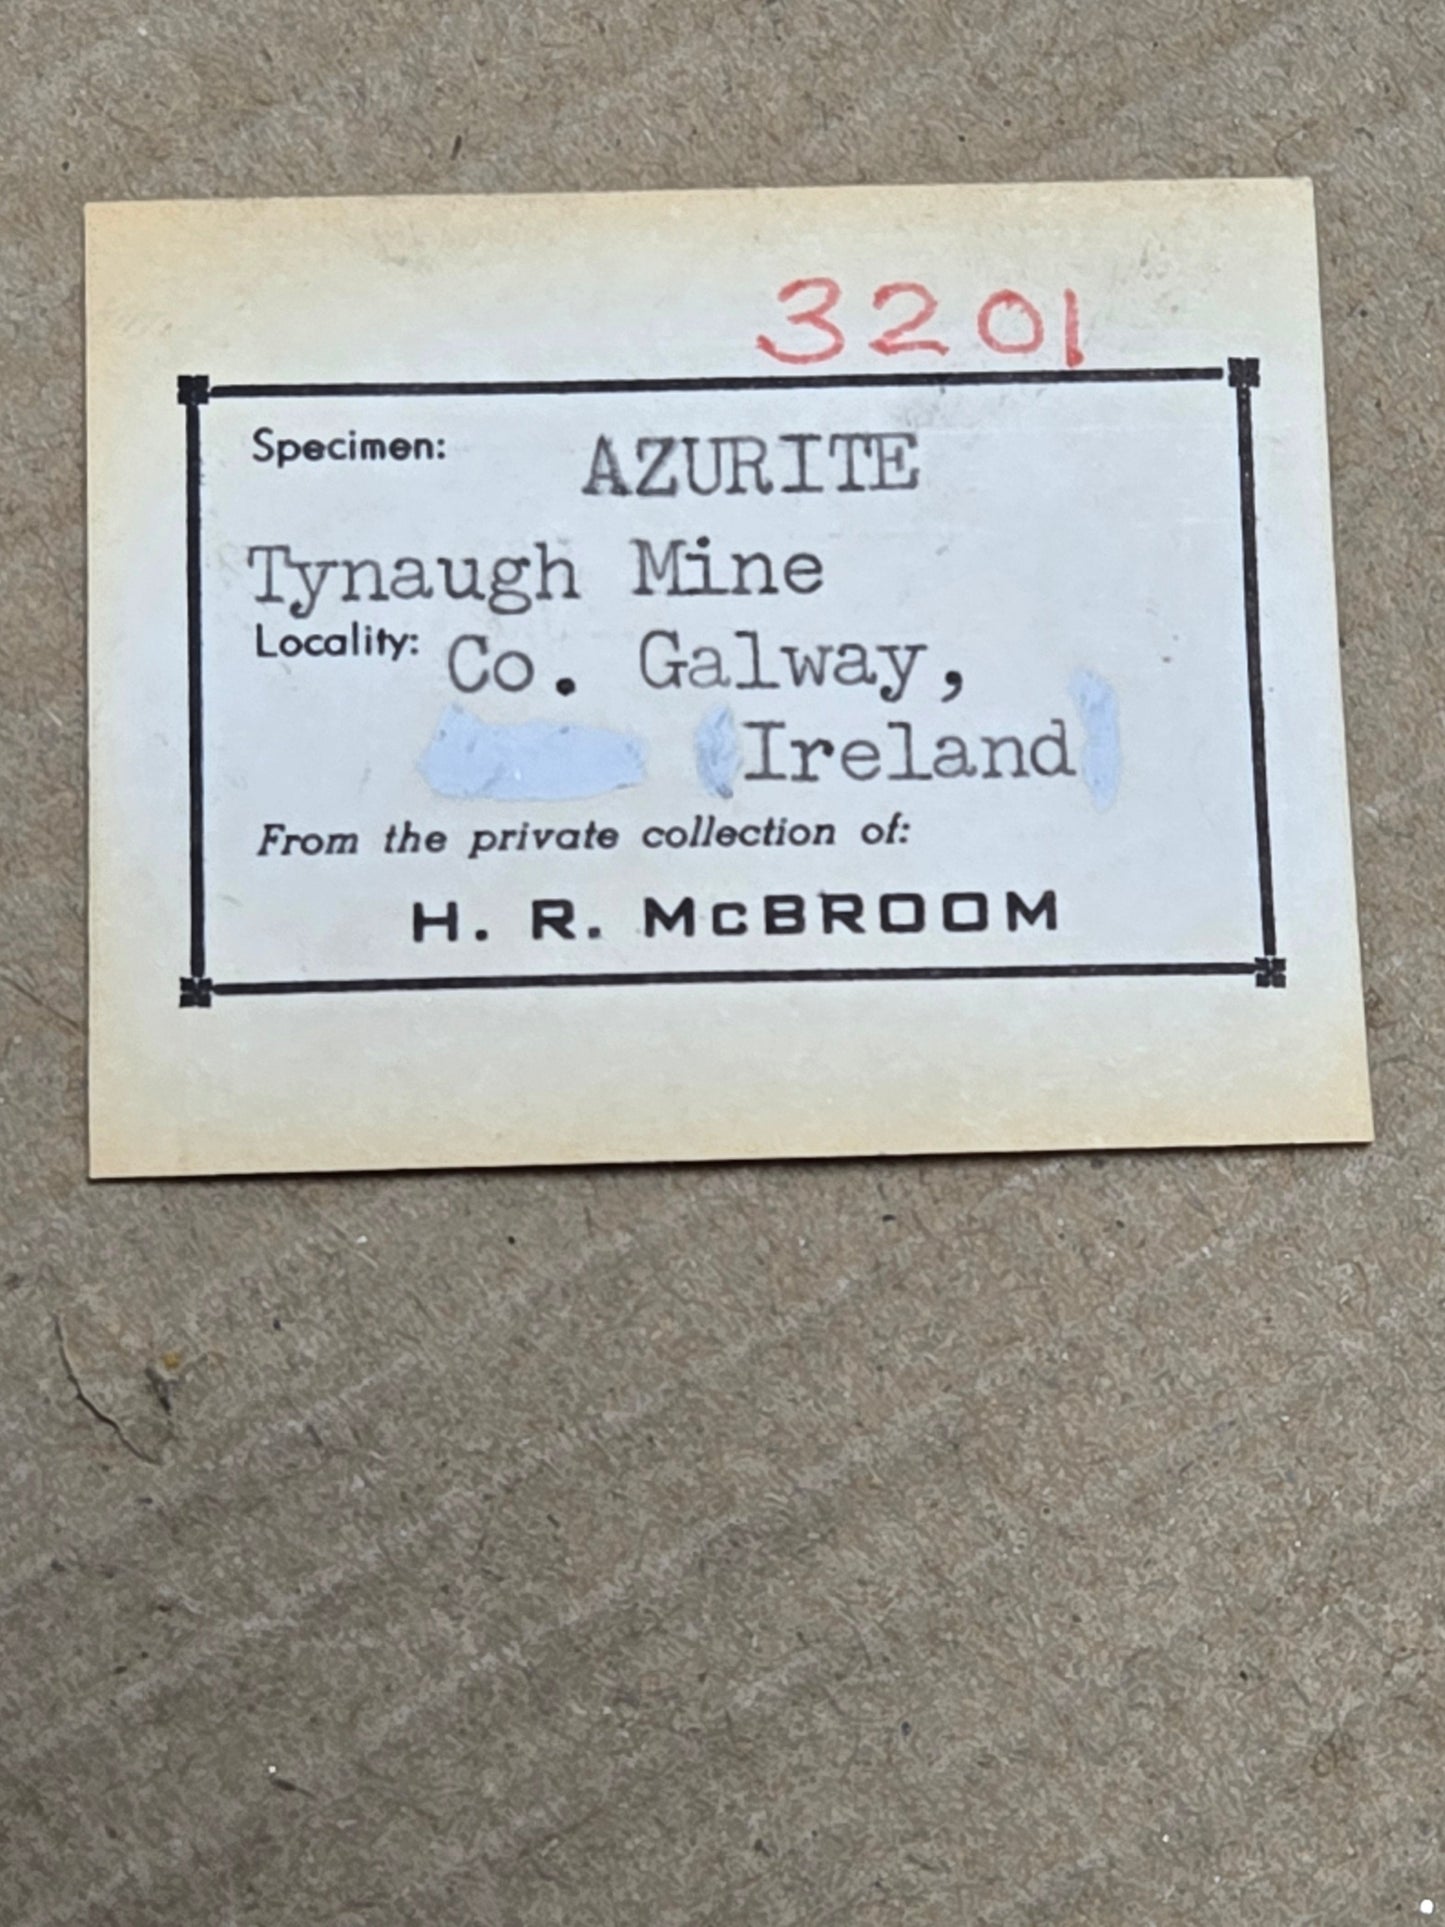 3201
Specimen: AZURITE
Tynaugh Mine
Locality: Co. Galway,
Ireland
From the private collection of:
H. R. McBROOM